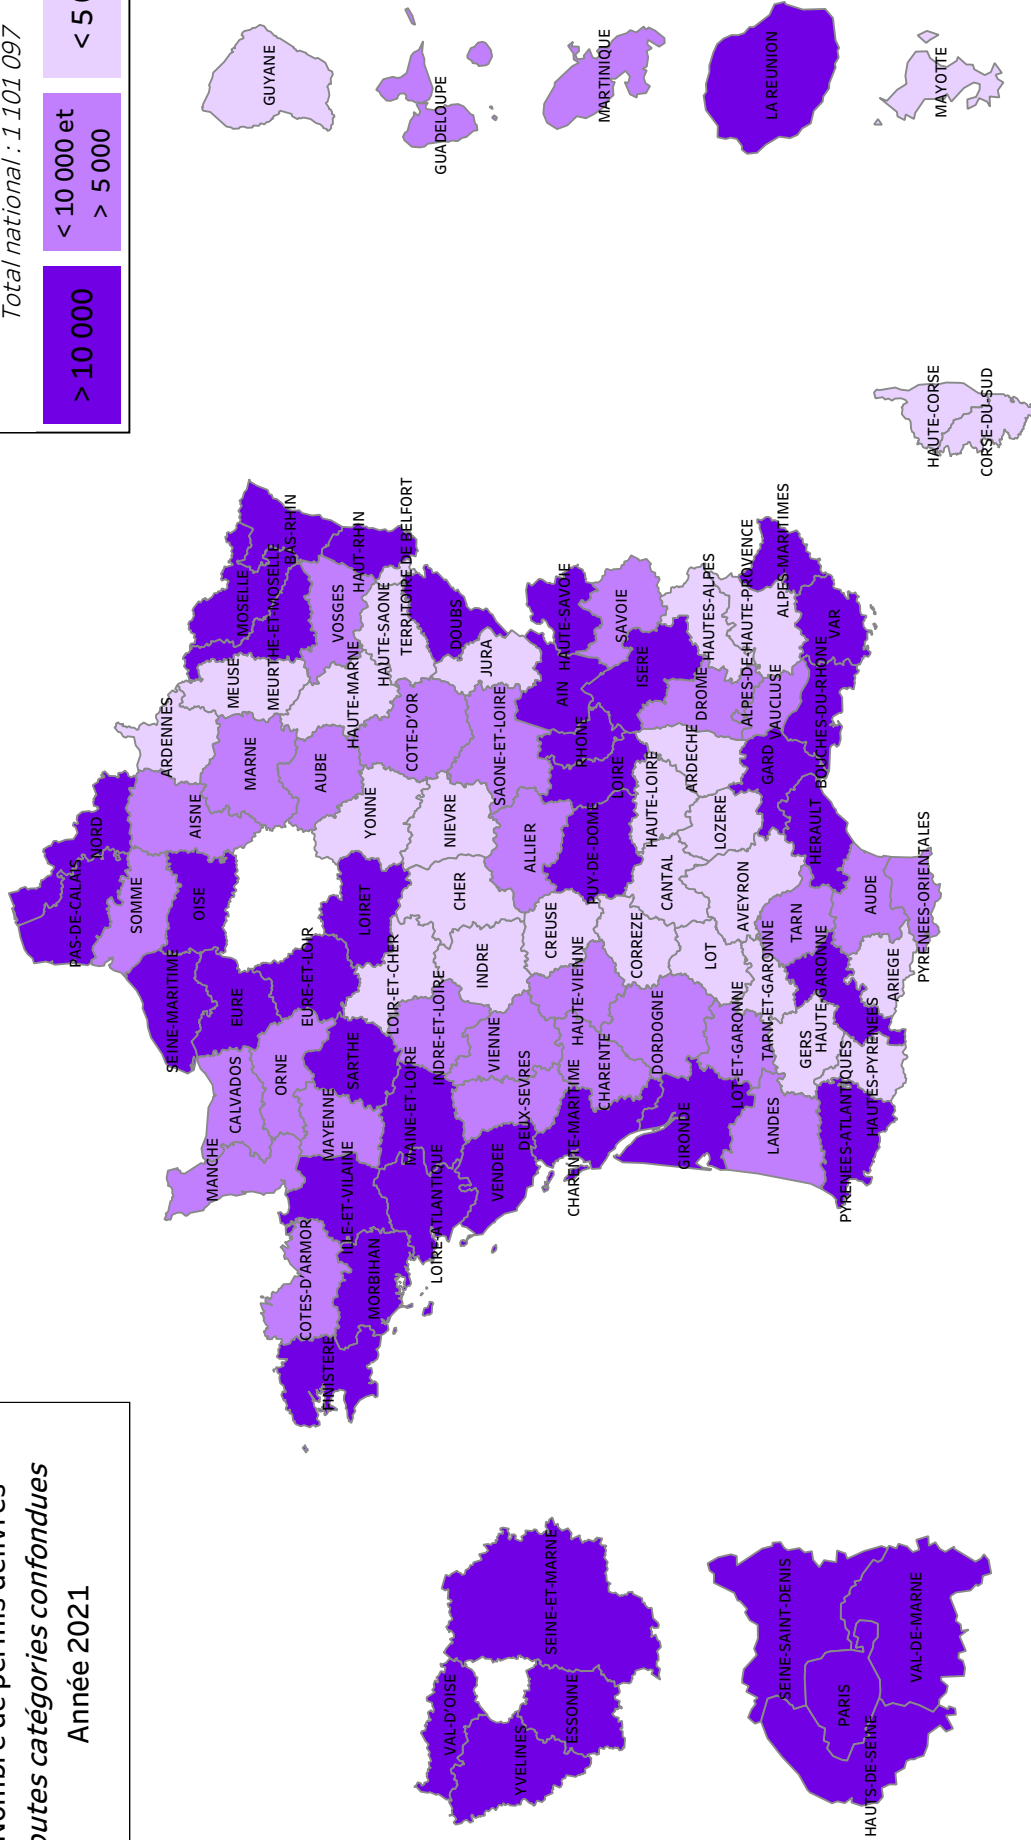 Nombre de permis délivrés
outes catégories confondues
Année 2021
Total national : 1 101 097
> 10 000
< 10 000 et
> 5 000
< 5 0
PAS-DE-CALAIS
NORD
SOMME
AISNE
ARDENNES
SEINE-MARITIME
OISE
MANCHE
CALVADOS
EURE
MARNE
MEUSE
MOSELLE
MEURTHE-ET-MOSELLE
BAS-RHIN
ORNE
EURE-ET-LOIR
AUBE
VOSGES
HAUT-RHIN
FINISTERE
COTES-D'ARMOR
ILLE-ET-VILAINE
MAYENNE
SARTHE
LOIRET
YONNE
HAUTE-MARNE
HAUTE-SAONE
TERRITOIRE DE BELFORT
MORBIHAN
LOIRE-ATLANTIQUE
MAINE-ET-LOIRE
INDRE-ET-LOIRE
LOIR-ET-CHER
CHER
NIEVRE
COTE-D'OR
DOUBS
JURA
VENDEE
DEUX-SEVRES
VIENNE
INDRE
ALLIER
SAONE-ET-LOIRE
CHARENTE-MARITIME
CHARENTE
HAUTE-VIENNE
CREUSE
PUY-DE-DOME
LOIRE
RHONE
AIN
HAUTE-SAVOIE
SAVOIE
ISERE
GIRONDE
DORDOGNE
CORREZE
CANTAL
HAUTE-LOIRE
ARDECHE
DROME
HAUTES-ALPES
LOT-ET-GARONNE
LOT
AVEYRON
LOZERE
ALPES-DE-HAUTE-PROVENCE
ALPES-MARITIMES
LANDES
GERS
TARN-ET-GARONNE
TARN
GARD
VAUCLUSE
PYRENEES-ATLANTIQUES
HAUTES-PYRENEES
HAUTE-GARONNE
HERAULT
BOUCHES-DU-RHONE
VAR
ARIEGE
AUDE
PYRENEES-ORIENTALES
HAUTE-CORSE
CORSE-DU-SUD
GUYANE
GUADELOUPE
MARTINIQUE
LA REUNION
MAYOTTE
VAL-D'OISE
YVELINES
ESSONNE
SEINE-ET-MARNE
SEINE-SAINT-DENIS
PARIS
HAUTS-DE-SEINE
VAL-DE-MARNE